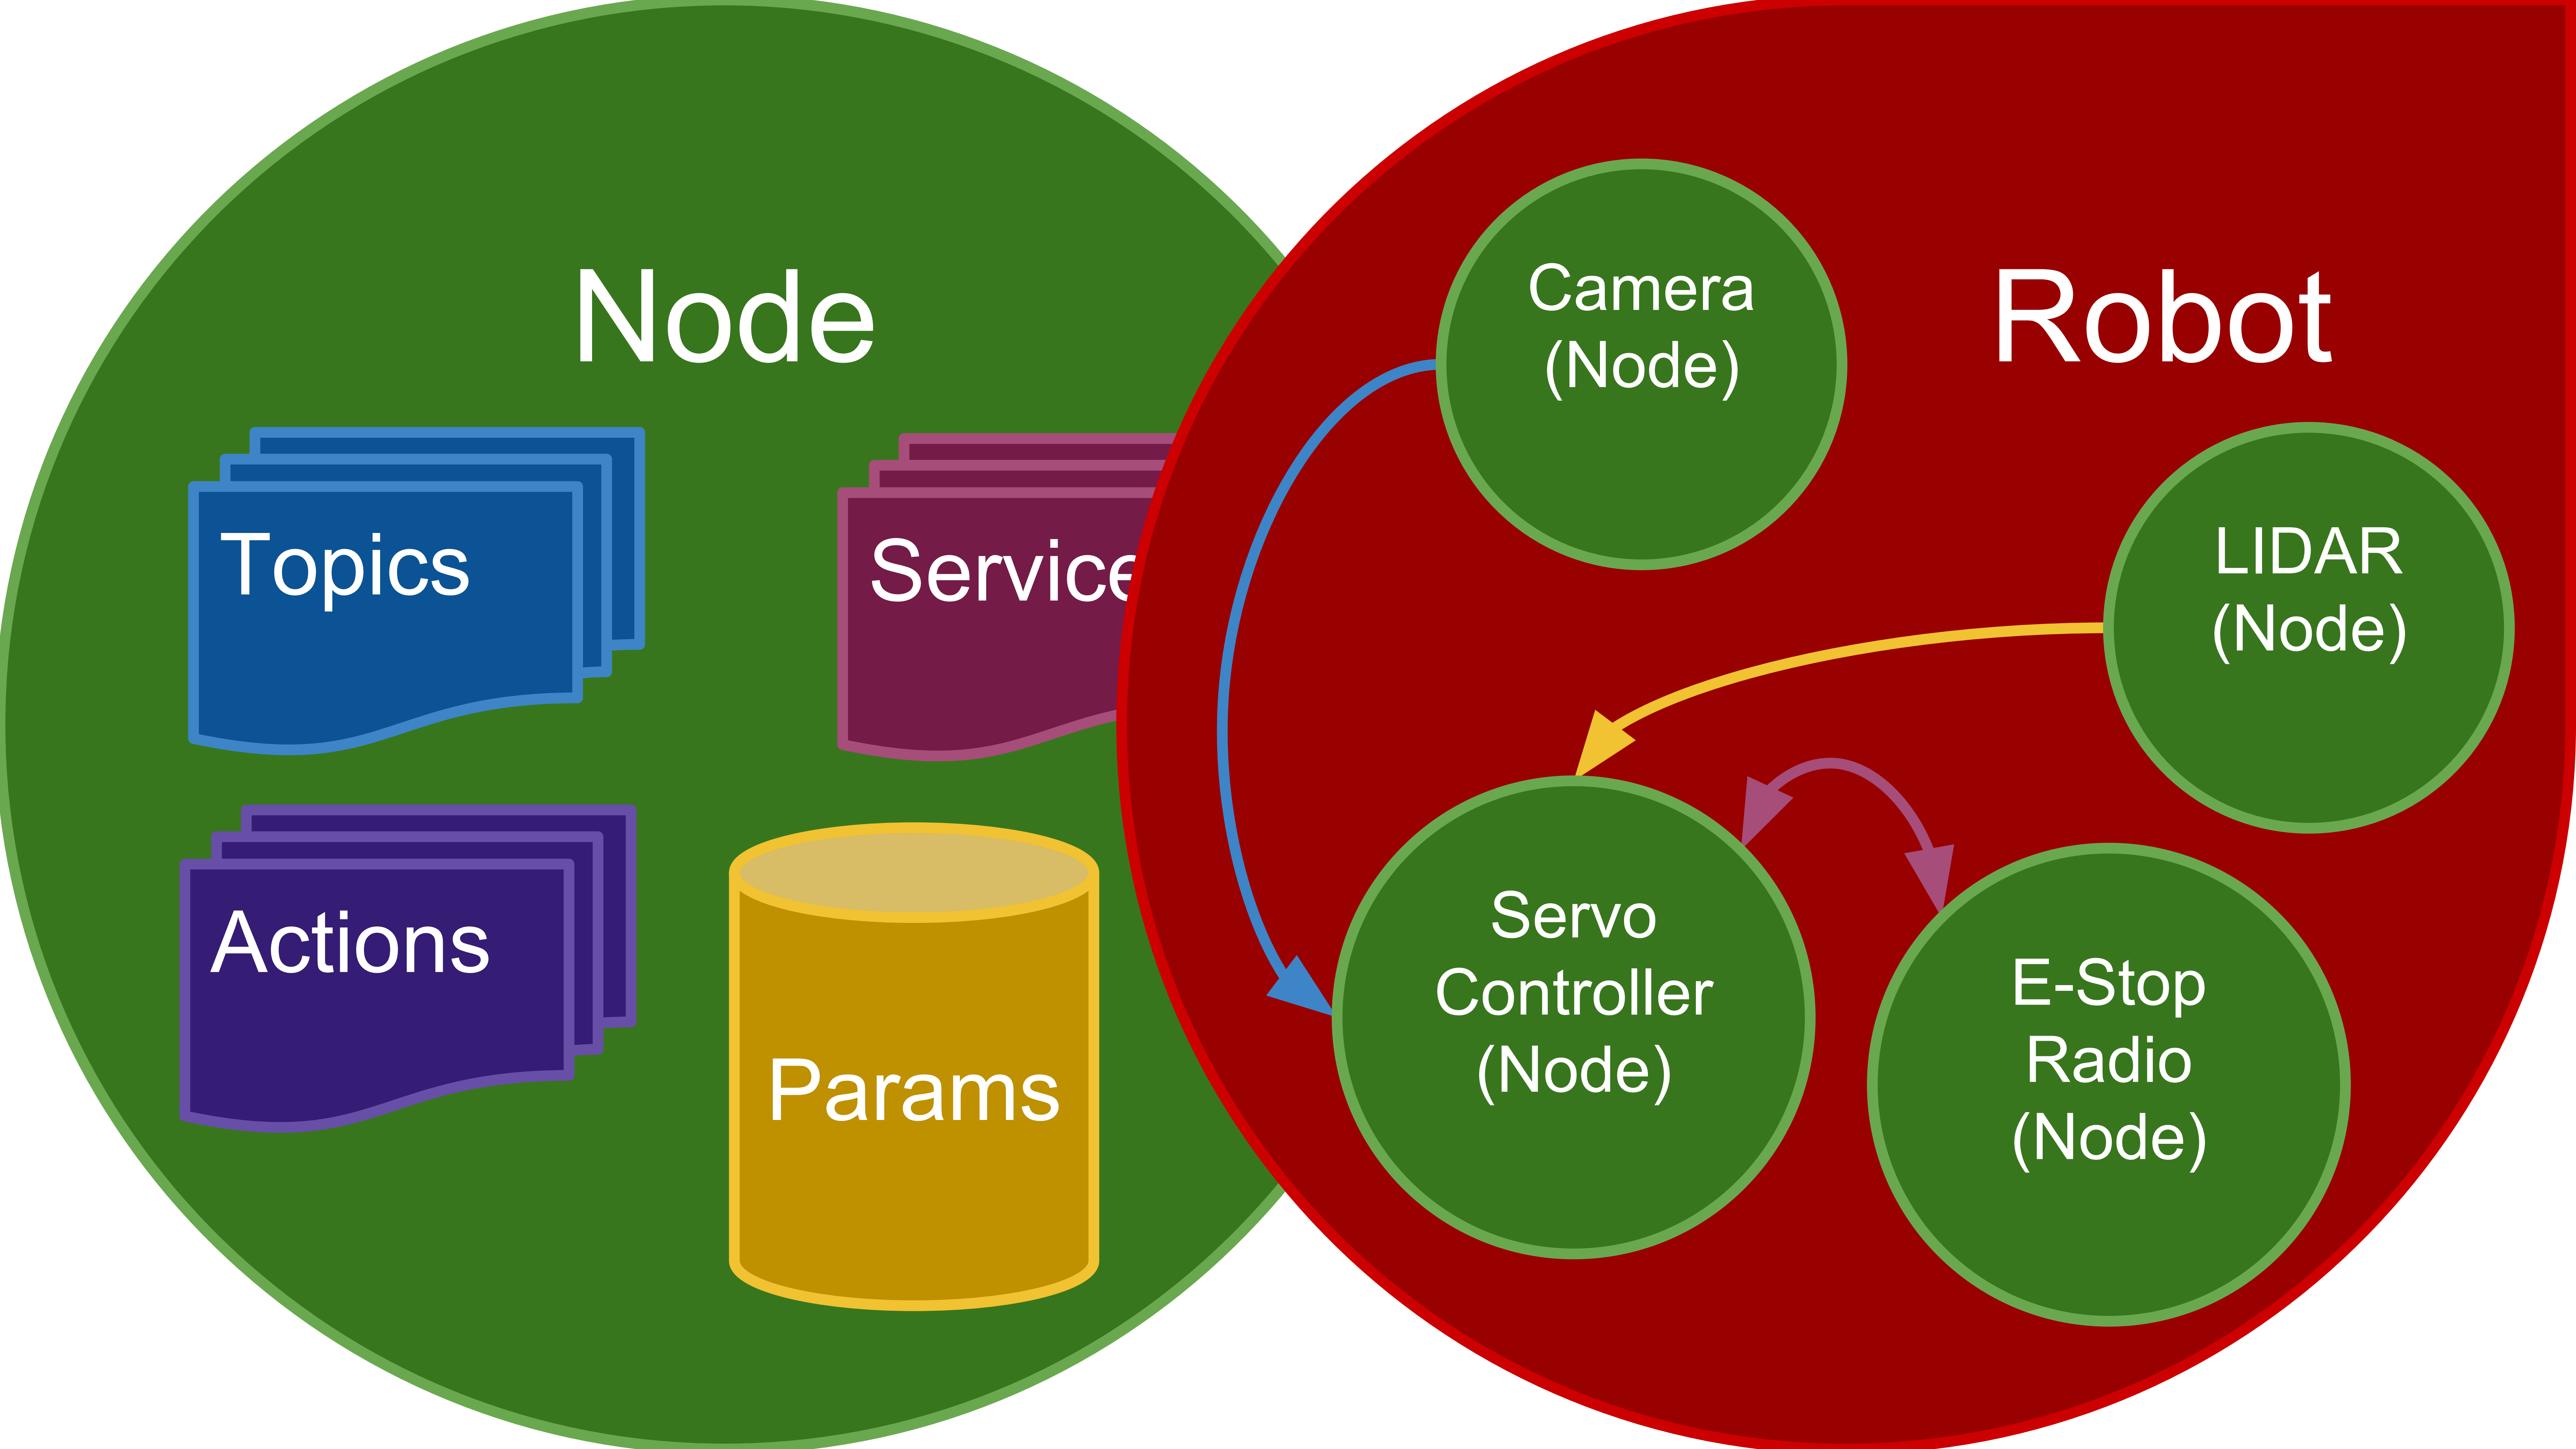 Node
Topics
Service
Actions
Params
Robot
Camera
(Node)
LIDAR
(Node)
Servo
Controller
(Node)
E-Stop
Radio
(Node)